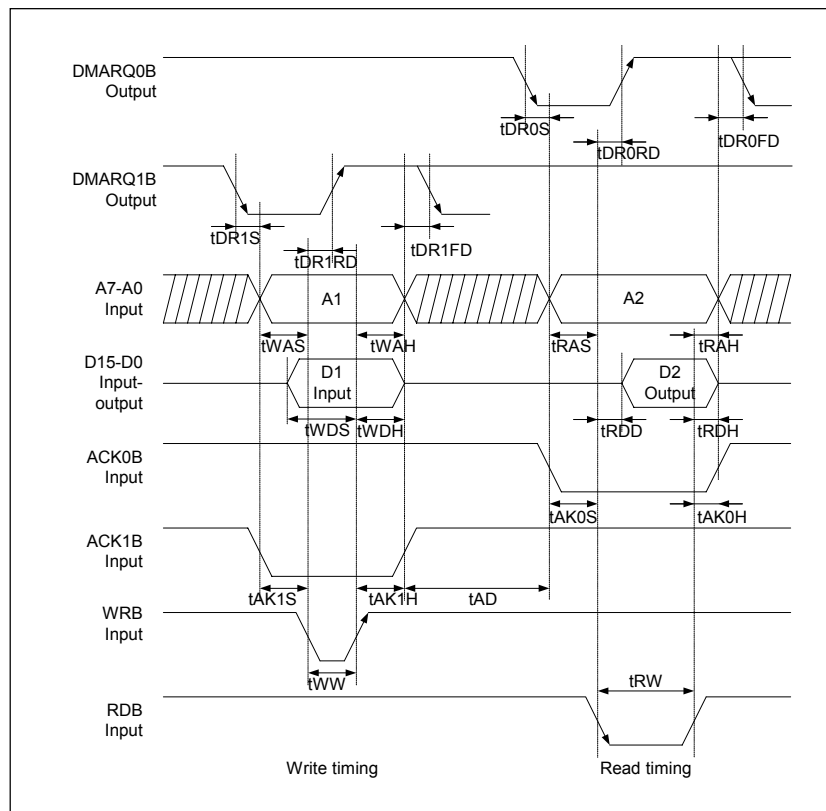 DMARQ0B
Output
tDR0S
tDR0RD
tDR0FD
DMARQ1B
Output
tDR1S
tDR1RD
tDR1FD
A7-A0
Input
A1
A2
tWAS
tWAH
tRAS
tRAH
D15-D0
Input-
output
D1
Input
D2
Output
tWDS
tWDH
tRDD
tRDH
ACK0B
Input
tAK0S
tAK0H
ACK1B
Input
tAK1S
tAK1H
tAD
WRB
Input
tWW
tRW
RDB
Input
Write timing
Read timing